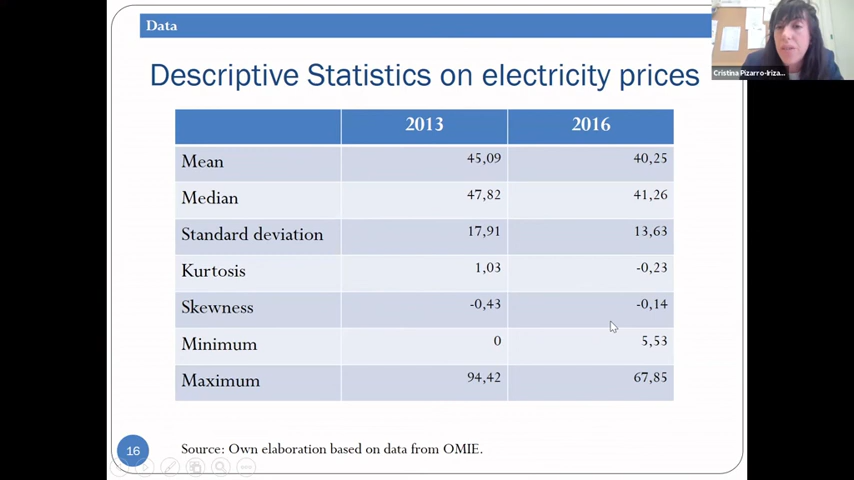 Data
Cristina Pizarro-Iriza...
Descriptive Statistics on electricity prices
2013 2016
Mean 45,09 40,25
Median 47,82 41,26
Standard deviation 17,91 13,63
Kurtosis 1,03 -0,23
Skewness -0,43 -0,14
Minimum 0 5,53
Maximum 94,42 67,85
16
Source: Own elaboration based on data from OMIE.